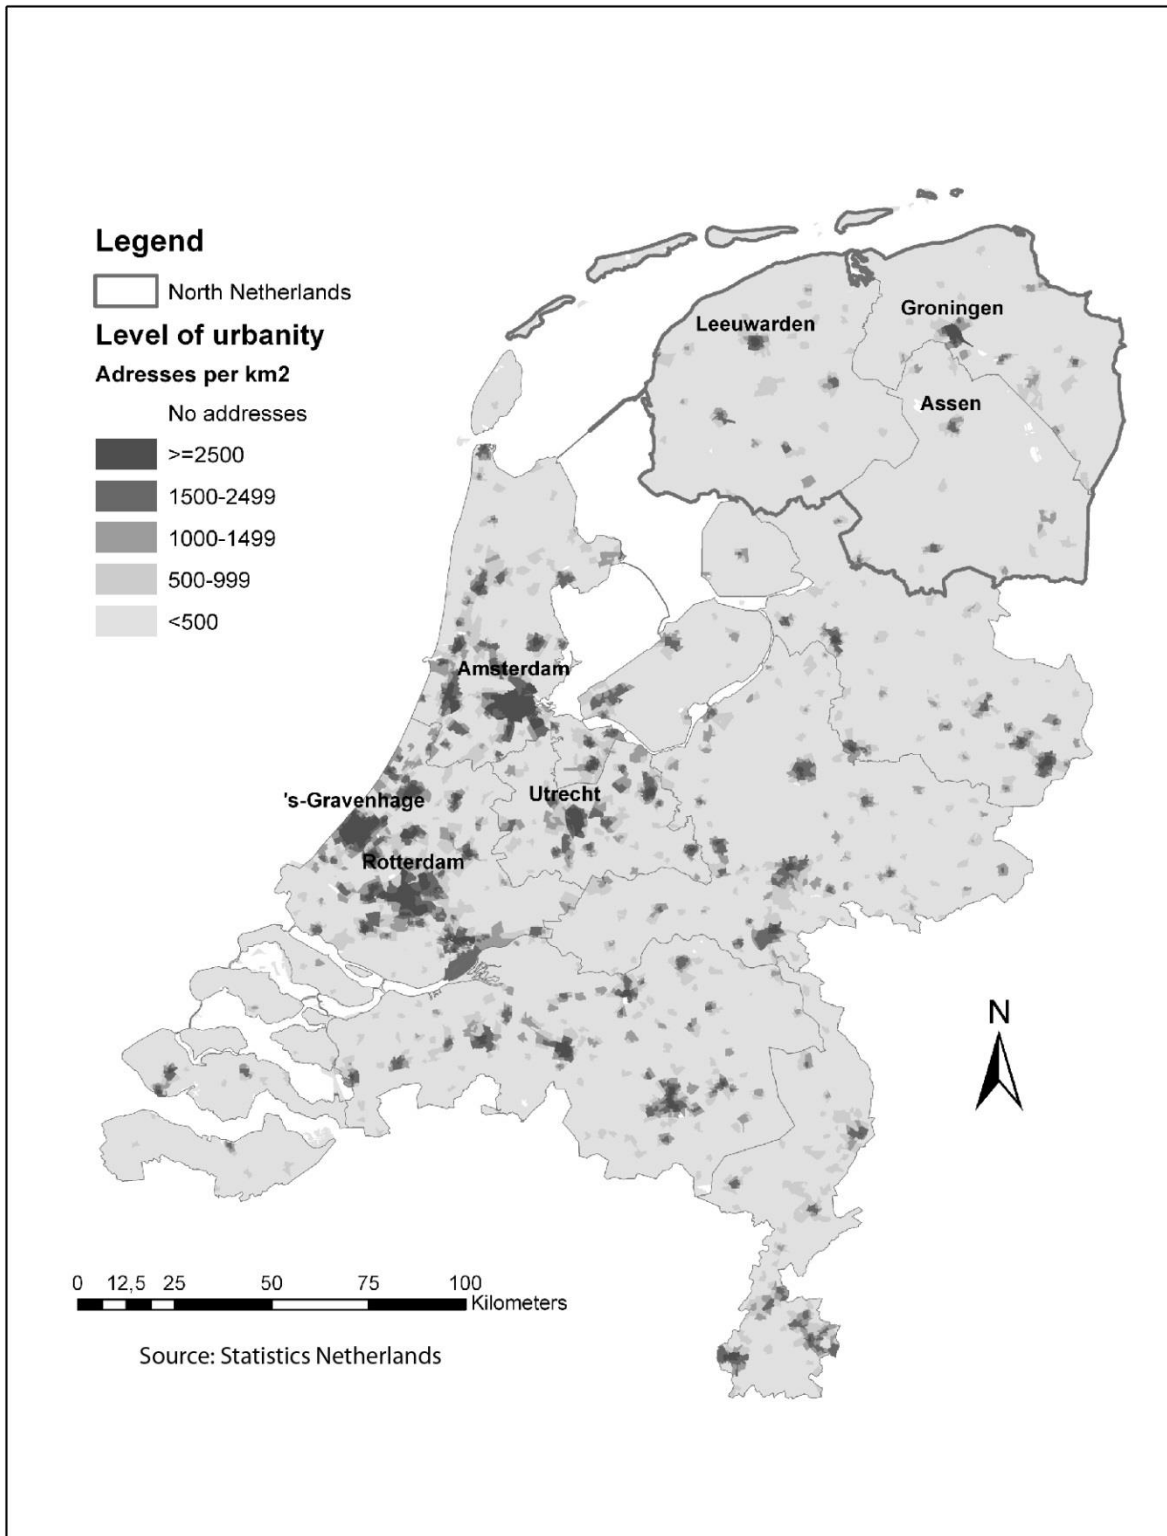 Legend
North Netherlands
Level of urbanity
Adresses per km2
No addresses
>=2500
1500-2499
1000-1499
500-999
<500
Leeuwarden
Groningen
Assen
Amsterdam
's-Gravenhage
Utrecht
Rotterdam
N
0 12,5 25 50 75 100
Kilometers
Source: Statistics Netherlands